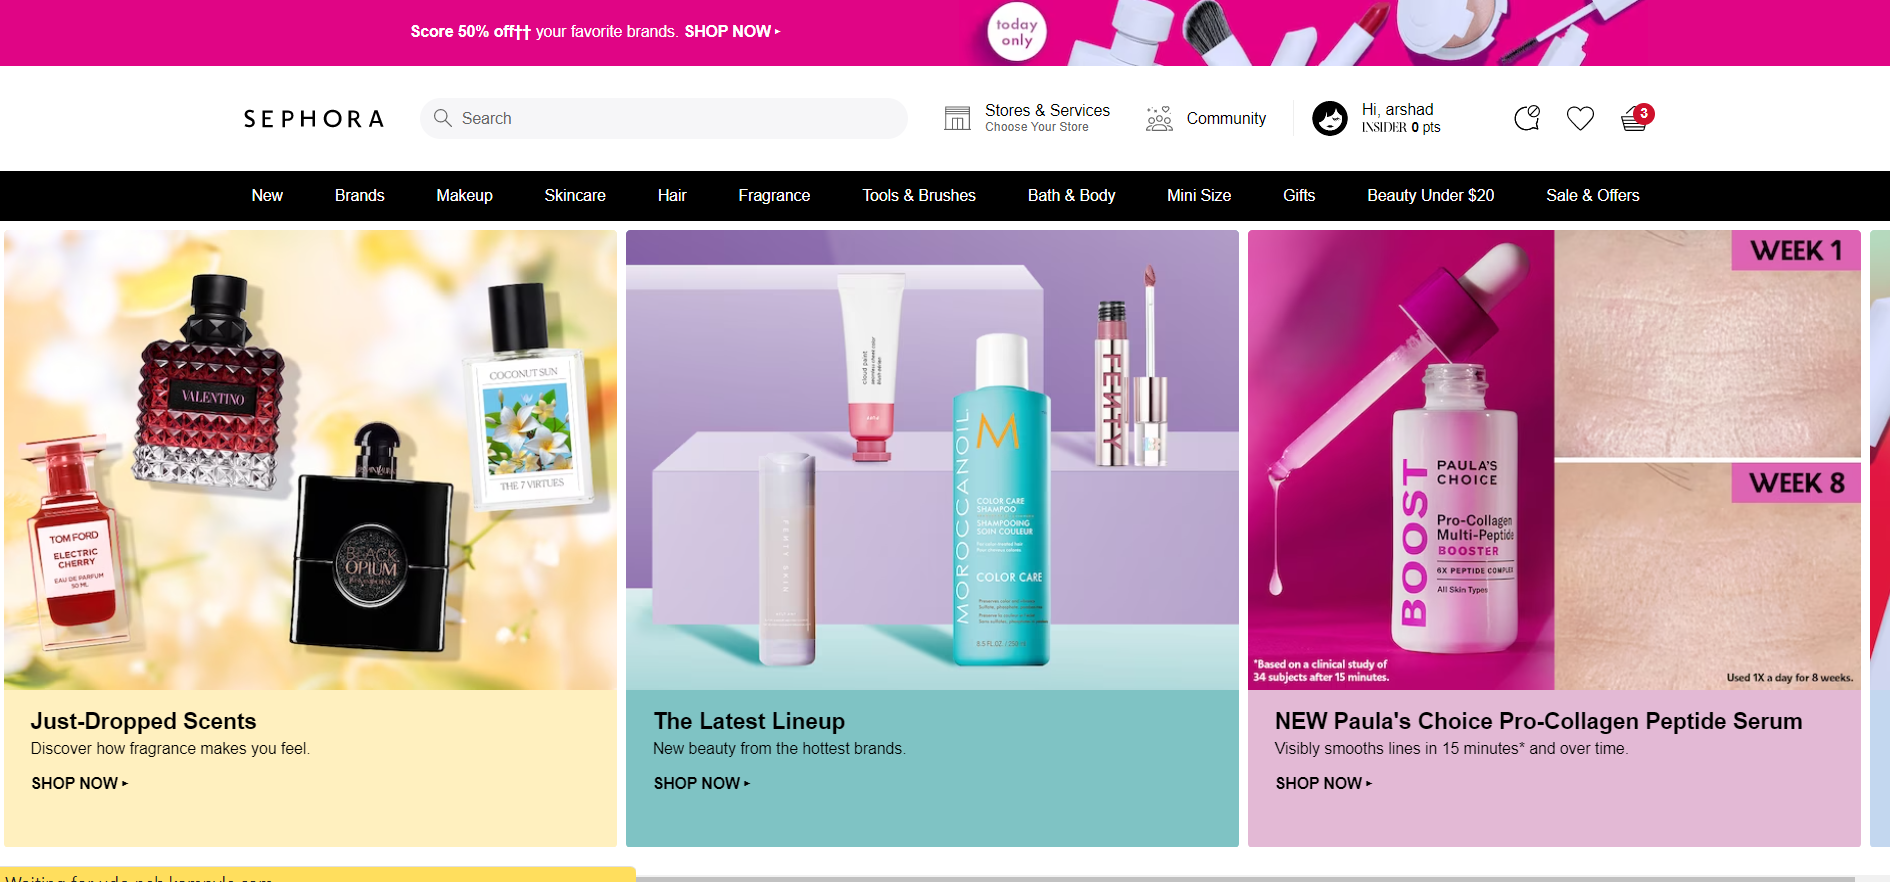 Score 50% off†† your favorite brands. SHOP NOW ▸
today
only
SEPHORA
Search
Stores & Services
Choose Your Store
Community
Hi, arshad
INSIDER 0 pts
3
New
Brands
Makeup
Skincare
Hair
Fragrance
Tools & Brushes
Bath & Body
Mini Size
Gifts
Beauty Under $20
Sale & Offers
VALENTINO
COCONUT SUN
THE 7 VIRTUES
TOM FORD
ELECTRIC
CHERRY
EAU DE PARFUM
50 ML
BLACK
OPIUM
Just-Dropped Scents
Discover how fragrance makes you feel.
SHOP NOW ▸
cloud paint
FENTY
FENTY SKIN
MOROCCANOIL
M
COLOR CARE
SHAMPOO
SHAMPOOING
SOIN COULEUR
COLOR CARE
The Latest Lineup
New beauty from the hottest brands.
SHOP NOW ▸
WEEK 1
WEEK 8
BOOST
PAULA'S
CHOICE
Pro-Collagen
Multi-Peptide
BOOSTER
6X PEPTIDE COMPLEX
All Skin Types
*Based on a clinical study of
34 subjects after 15 minutes.
Used 1X a day for 8 weeks.
NEW Paula's Choice Pro-Collagen Peptide Serum
Visibly smooths lines in 15 minutes* and over time.
SHOP NOW ▸